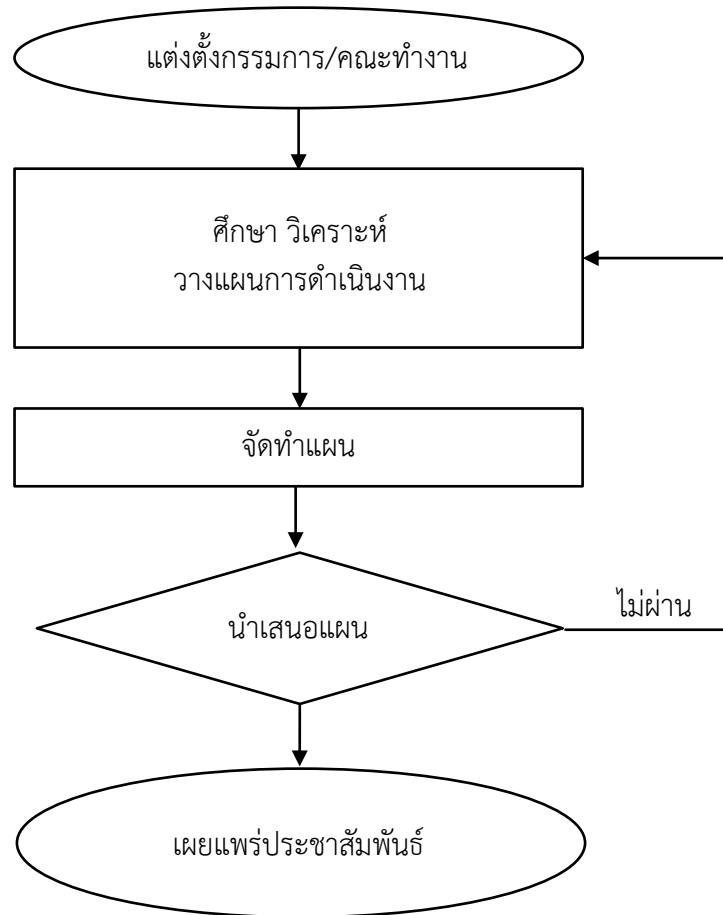 แต่งตั้งกรรมการ/คณะทำงาน
ศึกษา วิเคราะห์
วางแผนการดำเนินงาน
จัดทำแผน
นำเสนอแผน
ไม่ผ่าน
เผยแพร่ประชาสัมพันธ์